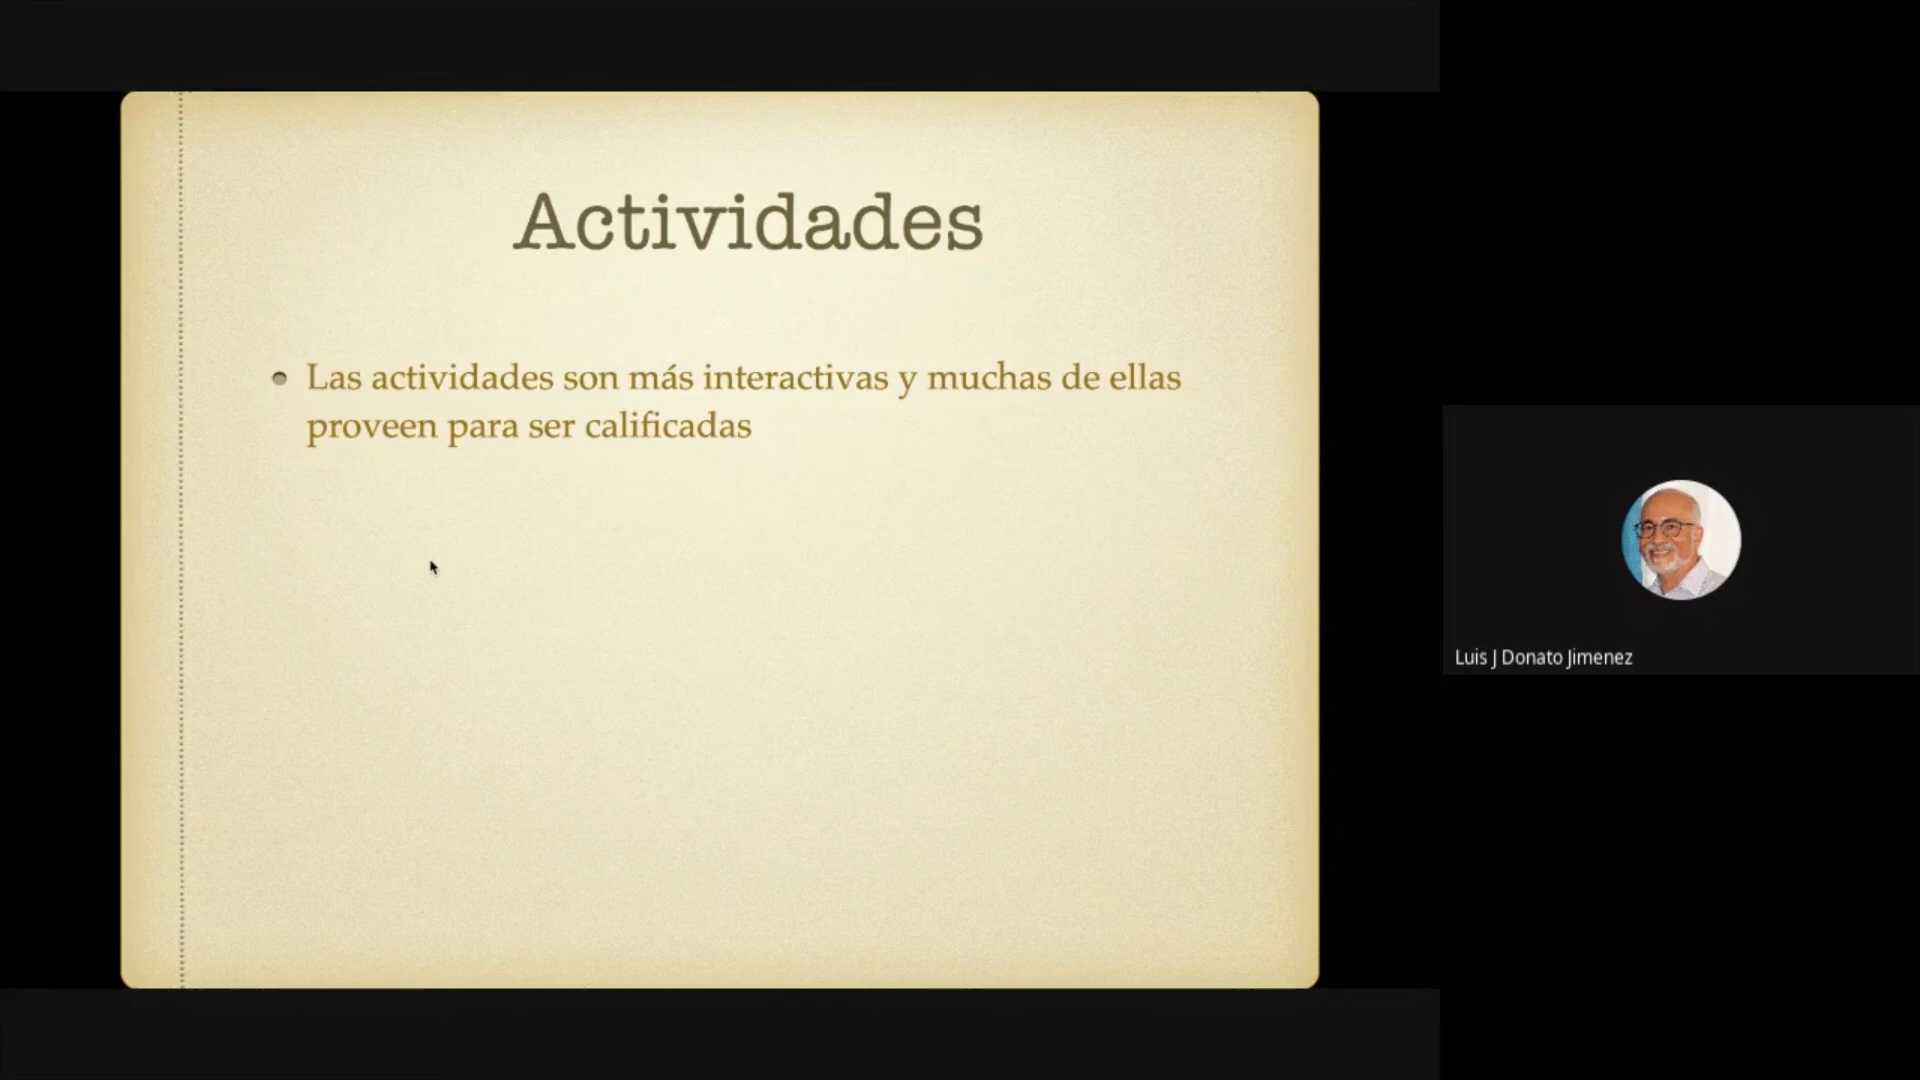 Actividades
Las actividades son más interactivas y muchas de ellas
proveen para ser calificadas
Luis J Donato Jimenez